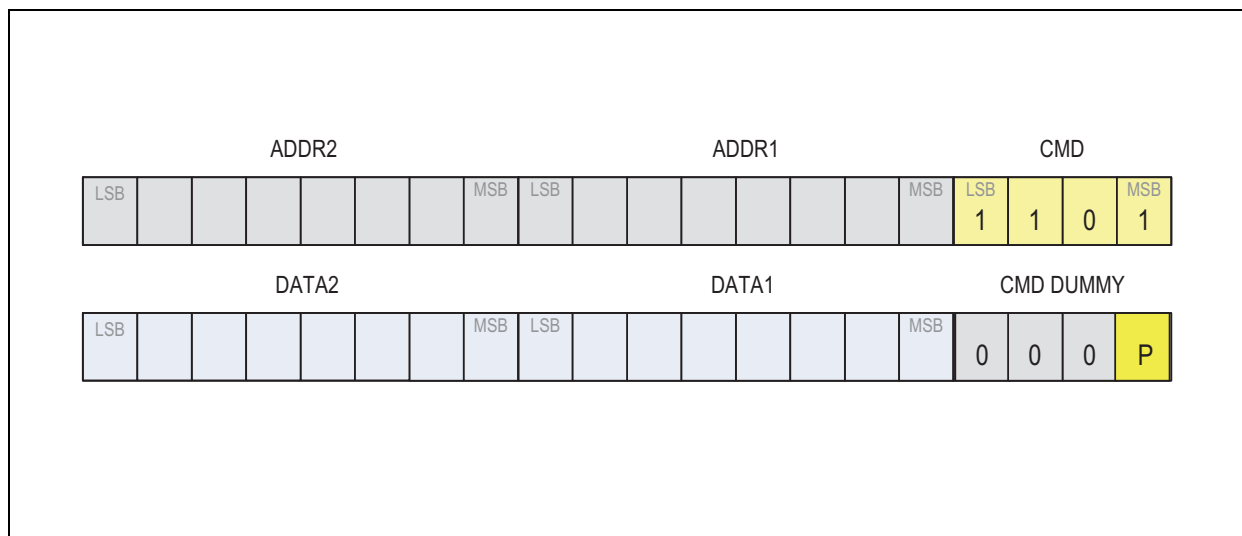 ADDR2 ADDR1 CMD
LSB MSB LSB MSB LSB MSB
1 1 0 1
DATA2 DATA1 CMD DUMMY
LSB MSB LSB MSB
0 0 0 P